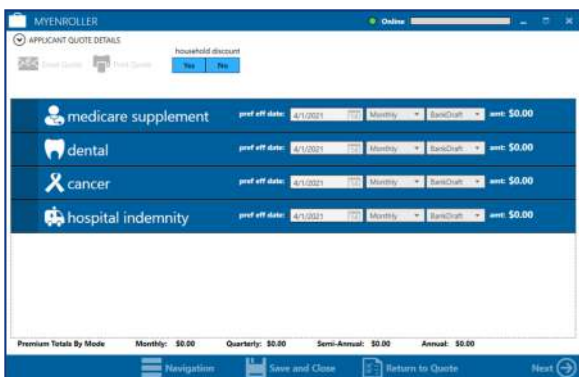 MYENROLLER Online
APPLICANT QUOTE DETAILS
household discount
Email Quote Print Quote Yes No
medicare supplement pref eff date: 4/1/2021 Monthly BankDraft amt: $0.00
dental pref eff date: 4/1/2021 Monthly BankDraft amt: $0.00
cancer pref eff date: 4/1/2021 Monthly BankDraft amt: $0.00
hospital indemnity pref eff date: 4/1/2021 Monthly BankDraft amt: $0.00
Premium Totals By Mode Monthly: $0.00 Quarterly: $0.00 Semi-Annual: $0.00 Annual: $0.00
Navigation Save and Close Return to Quote Next